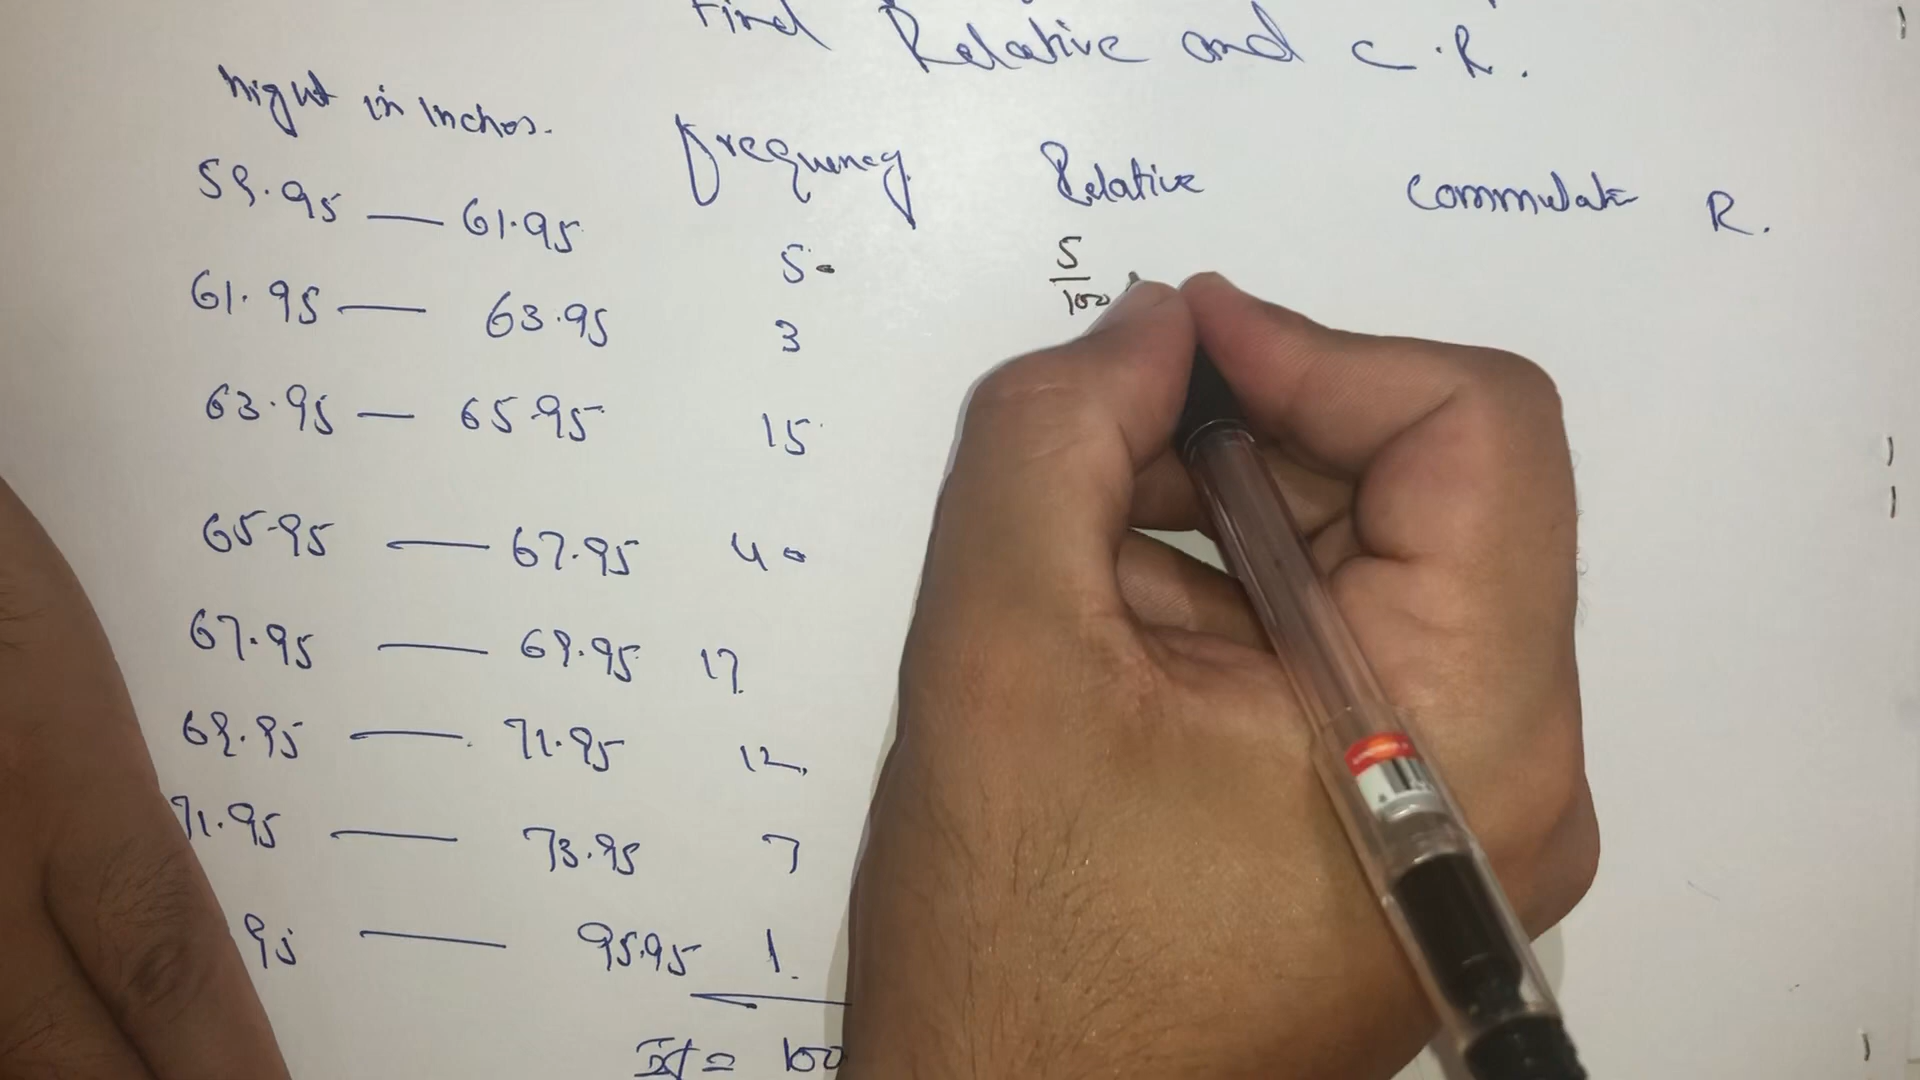 Find Relative and C.R.
hight in Inches.
frequency
Relative
Commulate R.
59.95 — 61.95
5
5/100
61.95 — 63.95
3
63.95 — 65.95
15
65.95 — 67.95
40
67.95 — 69.95
17
69.95 — 71.95
12
71.95 — 73.95
7
95 — 95.95
1
= 100